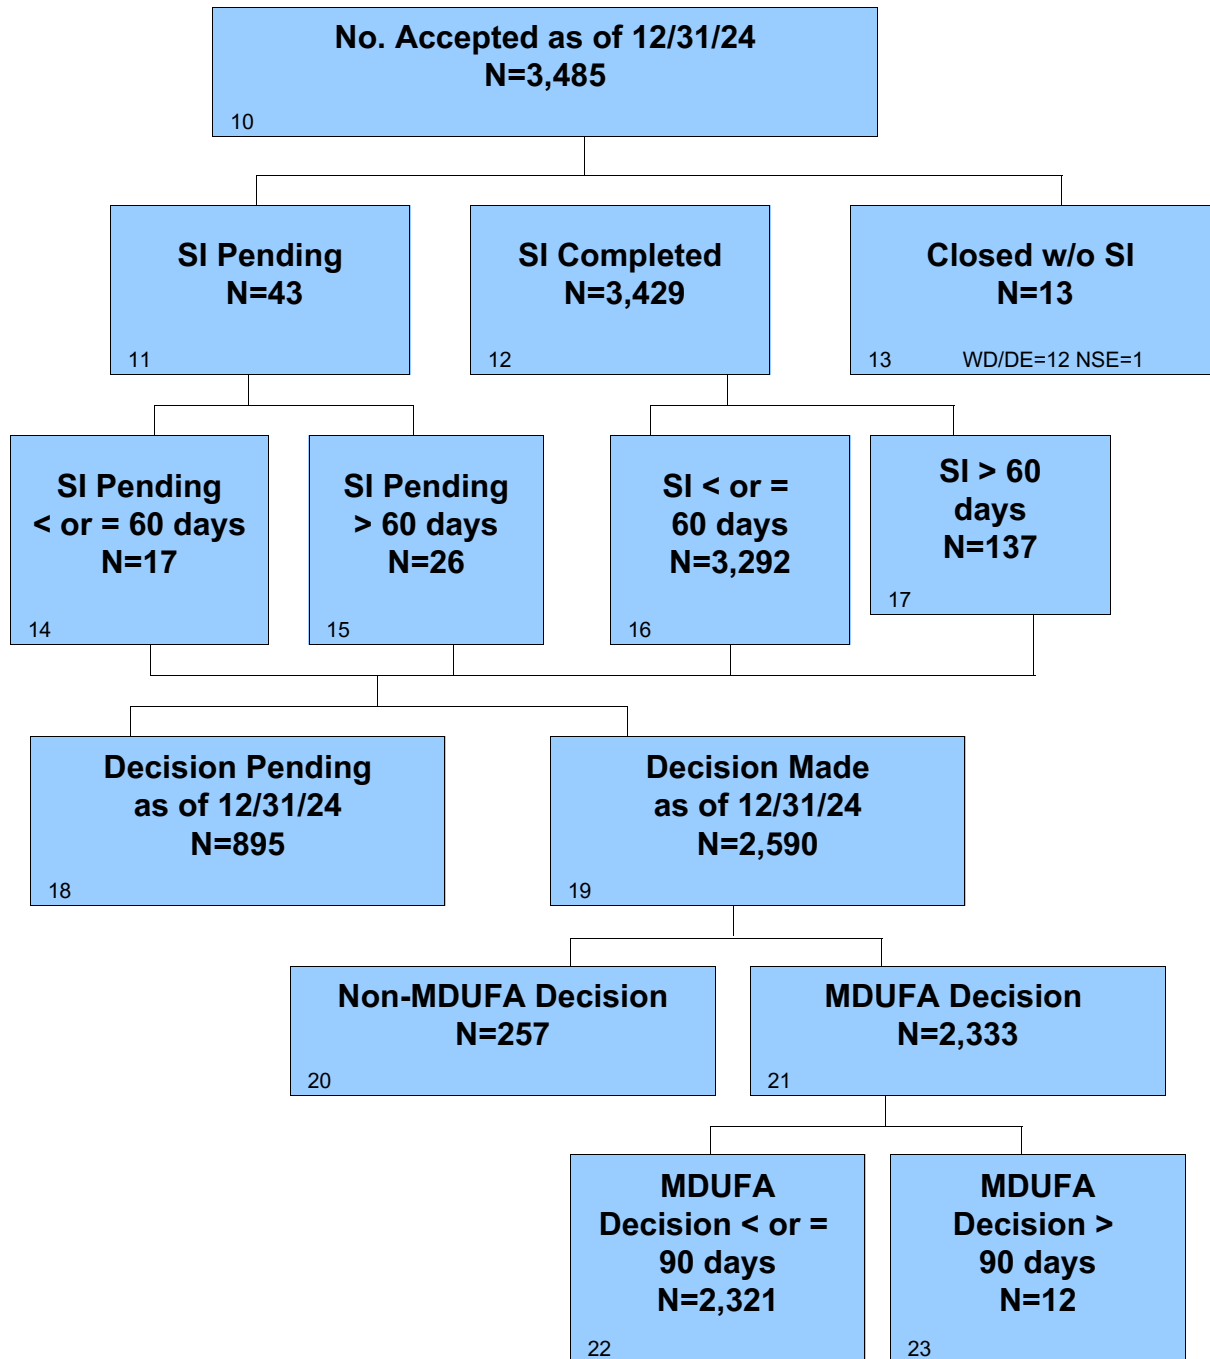 No. Accepted as of 12/31/24
N=3,485
10
SI Pending
N=43
11
SI Completed
N=3,429
12
Closed w/o SI
N=13
13 WD/DE=12 NSE=1
SI Pending
< or = 60 days
N=17
14
SI Pending
> 60 days
N=26
15
SI < or =
60 days
N=3,292
16
SI > 60
days
N=137
17
Decision Pending
as of 12/31/24
N=895
18
Decision Made
as of 12/31/24
N=2,590
19
Non-MDUFA Decision
N=257
20
MDUFA Decision
N=2,333
21
MDUFA
Decision < or =
90 days
N=2,321
22
MDUFA
Decision >
90 days
N=12
23